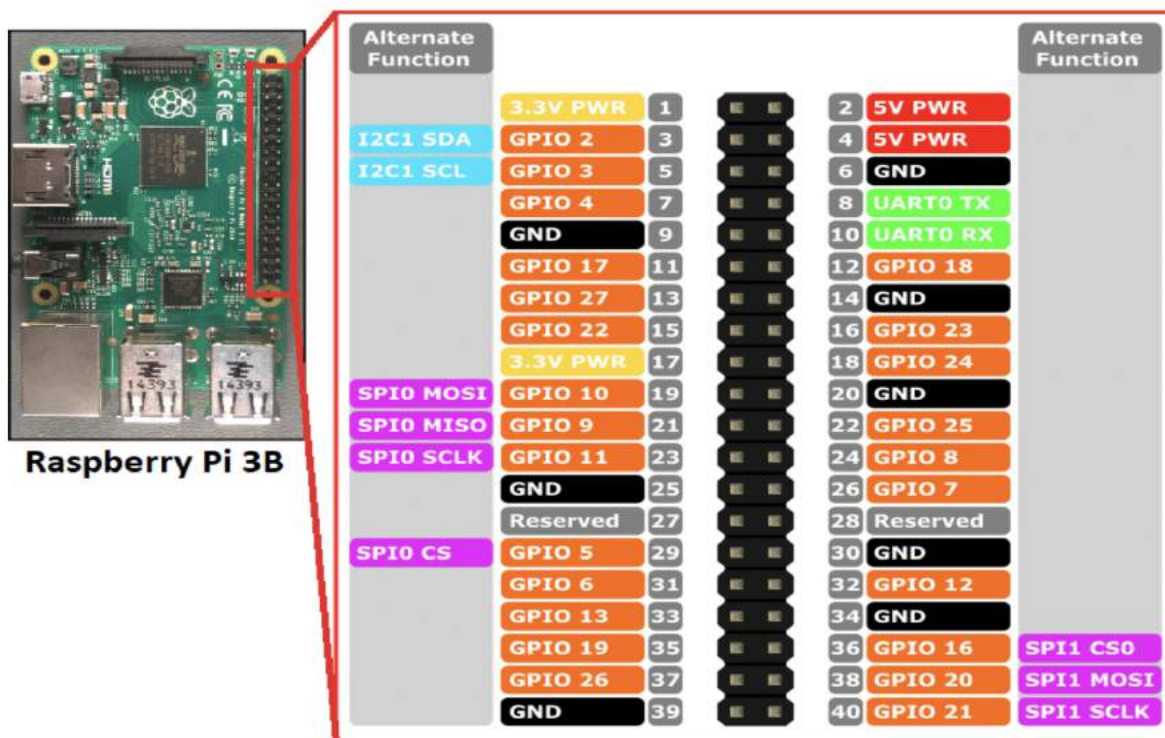 Alternate Function
Alternate Function
3.3V PWR 1 2 5V PWR
I2C1 SDA GPIO 2 3 4 5V PWR
I2C1 SCL GPIO 3 5 6 GND
GPIO 4 7 8 UART0 TX
GND 9 10 UART0 RX
GPIO 17 11 12 GPIO 18
GPIO 27 13 14 GND
GPIO 22 15 16 GPIO 23
3.3V PWR 17 18 GPIO 24
SPI0 MOSI GPIO 10 19 20 GND
SPI0 MISO GPIO 9 21 22 GPIO 25
SPI0 SCLK GPIO 11 23 24 GPIO 8
GND 25 26 GPIO 7
Reserved 27 28 Reserved
SPI0 CS GPIO 5 29 30 GND
GPIO 6 31 32 GPIO 12
GPIO 13 33 34 GND
GPIO 19 35 36 GPIO 16 SPI1 CS0
GPIO 26 37 38 GPIO 20 SPI1 MOSI
GND 39 40 GPIO 21 SPI1 SCLK
HDMI
14393
14393
Raspberry Pi 3B